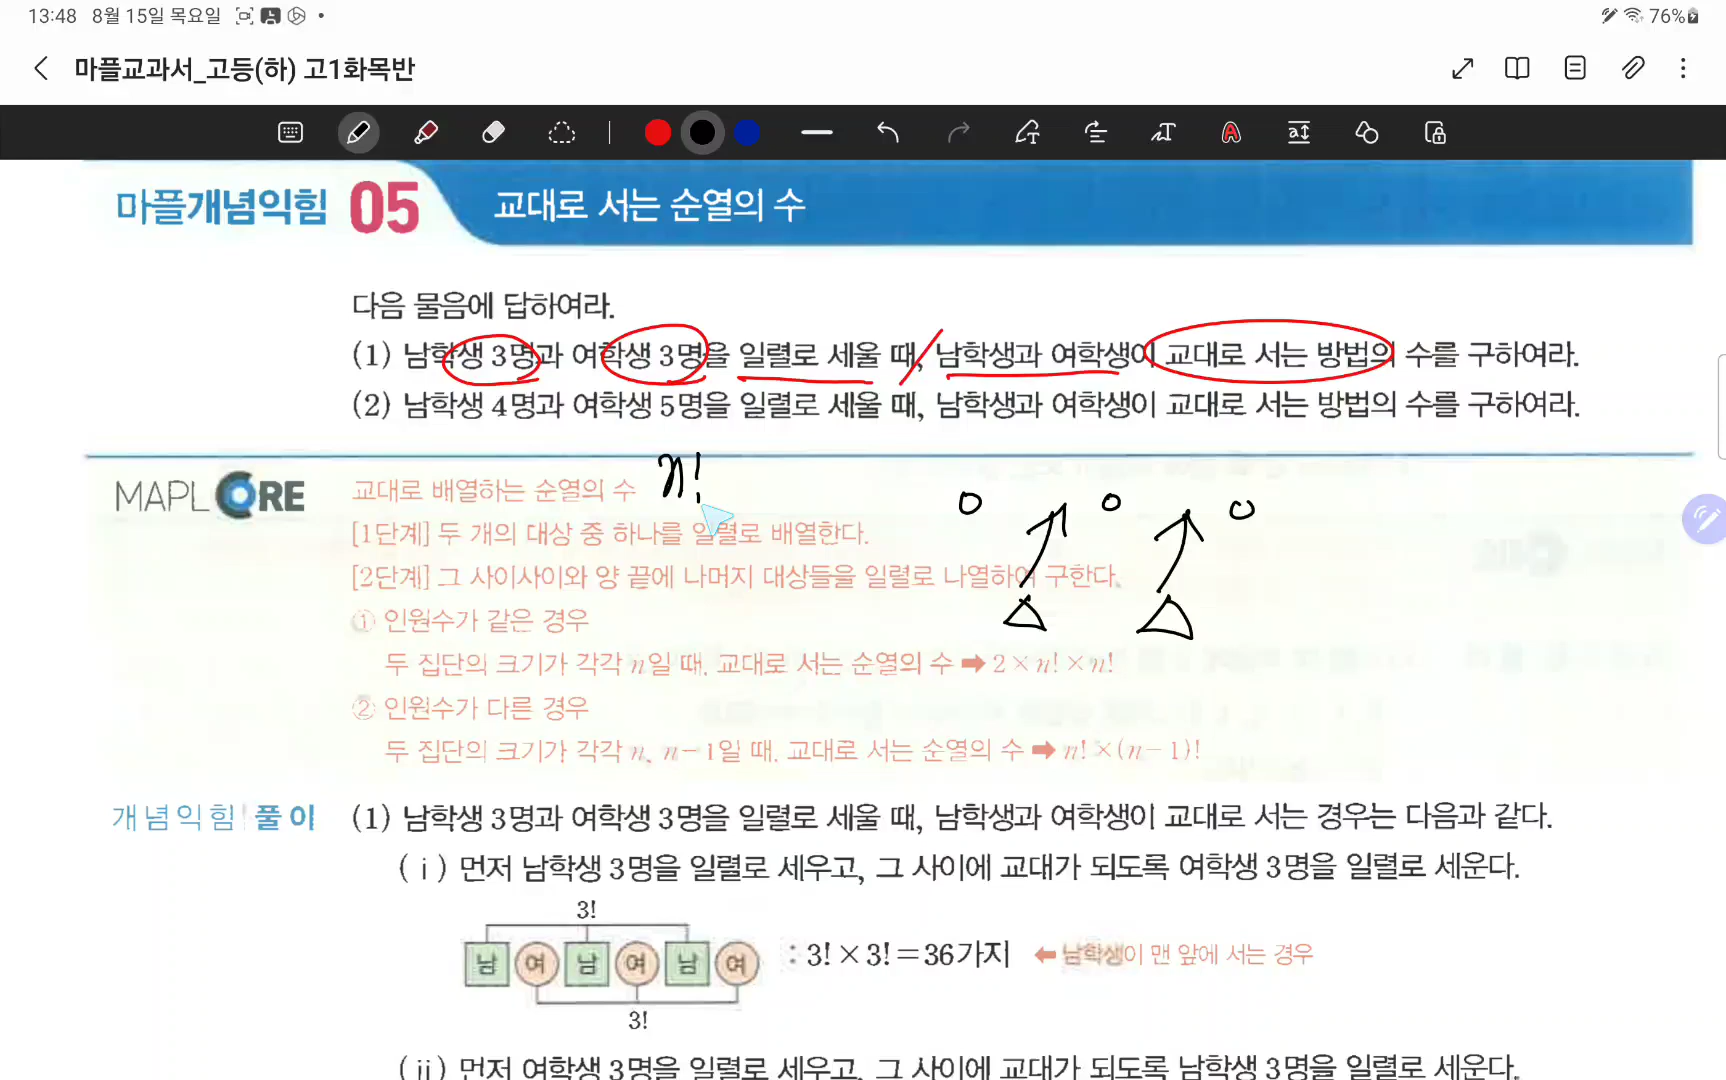 13:48 8월 15일 목요일 76%
마플교과서_고등(하) 고1화목반
마플개념익힘 05 교대로 서는 순열의 수
다음 물음에 답하여라.
(1) 남학생 3명과 여학생 3명을 일렬로 세울 때, 남학생과 여학생이 교대로 서는 방법의 수를 구하여라.
(2) 남학생 4명과 여학생 5명을 일렬로 세울 때, 남학생과 여학생이 교대로 서는 방법의 수를 구하여라.
MAPL CORE 교대로 배열하는 순열의 수 n!
[1단계] 두 개의 대상 중 하나를 일렬로 배열한다.
[2단계] 그 사이사이와 양 끝에 나머지 대상들을 일렬로 나열하여 구한다.
① 인원수가 같은 경우
두 집단의 크기가 각각 n일 때, 교대로 서는 순열의 수 ➡ 2×n!×n!
② 인원수가 다른 경우
두 집단의 크기가 각각 n, n-1일 때, 교대로 서는 순열의 수 ➡ n!×(n-1)!
개념익힘 풀이 (1) 남학생 3명과 여학생 3명을 일렬로 세울 때, 남학생과 여학생이 교대로 서는 경우는 다음과 같다.
(ⅰ) 먼저 남학생 3명을 일렬로 세우고, 그 사이에 교대가 되도록 여학생 3명을 일렬로 세운다.
3!
남 여 남 여 남 여 : 3!×3!=36가지 ⬅ 남학생이 맨 앞에 서는 경우
3!
(ⅱ) 먼저 여학생 3명을 일렬로 세우고, 그 사이에 교대가 되도록 남학생 3명을 일렬로 세운다.